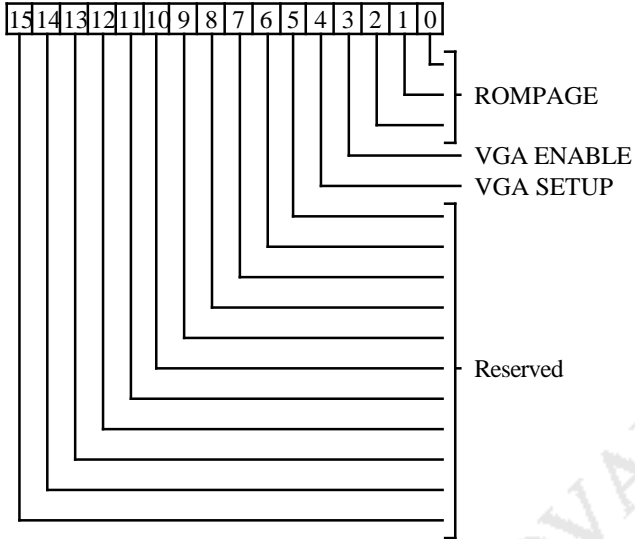 15 14 13 12 11 10 9 8 7 6 5 4 3 2 1 0
ROMPAGE
VGA ENABLE
VGA SETUP
Reserved